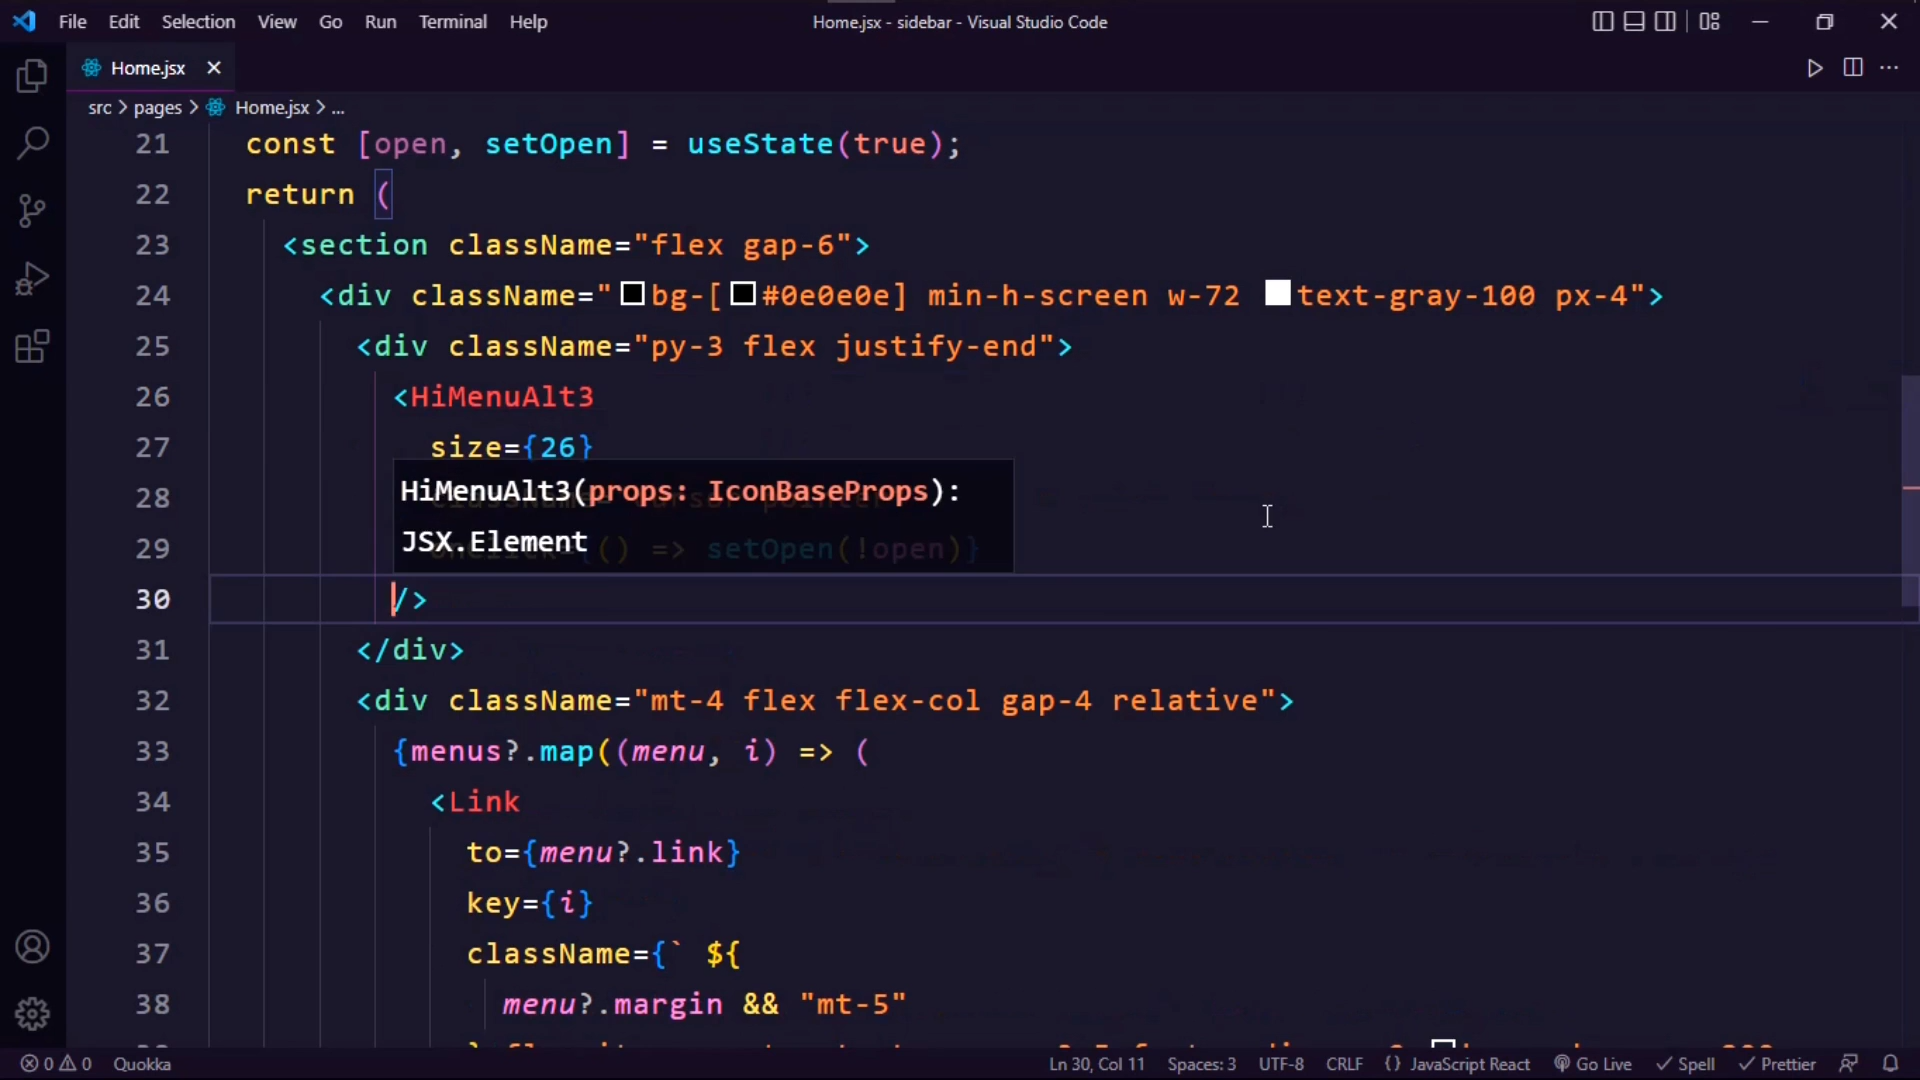 File Edit Selection View Go Run Terminal Help Home.jsx - sidebar - Visual Studio Code
Home.jsx
src > pages > Home.jsx > ...
21 const [open, setOpen] = useState(true);
22 return (
23 <section className="flex gap-6">
24 <div className="bg-[#0e0e0e] min-h-screen w-72 text-gray-100 px-4">
25 <div className="py-3 flex justify-end">
26 <HiMenuAlt3
27 size={26}
28 HiMenuAlt3(props: IconBaseProps):
29 JSX.Element () => setOpen(!open)}
30 />
31 </div>
32 <div className="mt-4 flex flex-col gap-4 relative">
33 {menus?.map((menu, i) => (
34 <Link
35 to={menu?.link}
36 key={i}
37 className={` ${
38 menu?.margin && "mt-5"
0 0 Quokka Ln 30, Col 11 Spaces: 3 UTF-8 CRLF {} JavaScript React Go Live Spell Prettier